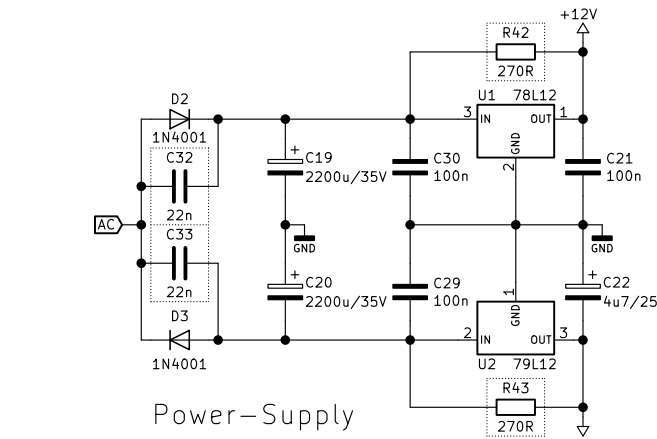 +12V
R42
270R
D2
1N4001
U1 78L12
3 IN OUT 1
GND
2
C32
22n
C19
2200u/35V
C30
100n
C21
100n
AC
GND
GND
C33
22n
C20
2200u/35V
C29
100n
C22
4u7/25
1
GND
D3
1N4001
2 IN OUT 3
U2 79L12
R43
270R
Power-Supply
+
+
+